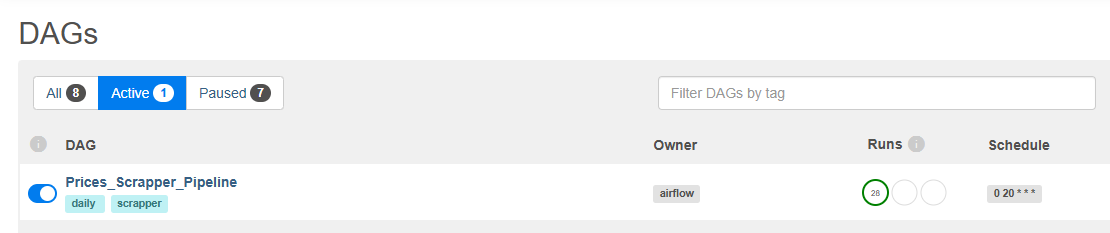 DAGs
All 8 Active 1 Paused 7 Filter DAGs by tag
i DAG Owner Runs i Schedule
Prices_Scrapper_Pipeline airflow 28 0 20 * * *
daily scrapper